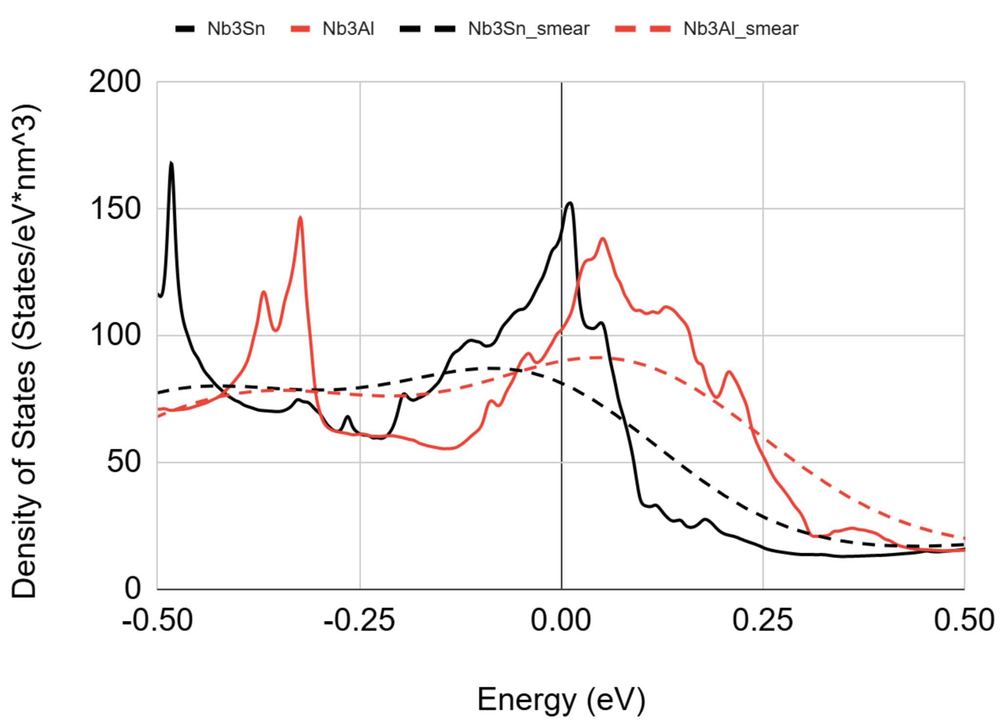 Nb3Sn Nb3Al Nb3Sn_smear Nb3Al_smear
Density of States (States/eV*nm^3)
200
150
100
50
0
-0.50 -0.25 0.00 0.25 0.50
Energy (eV)